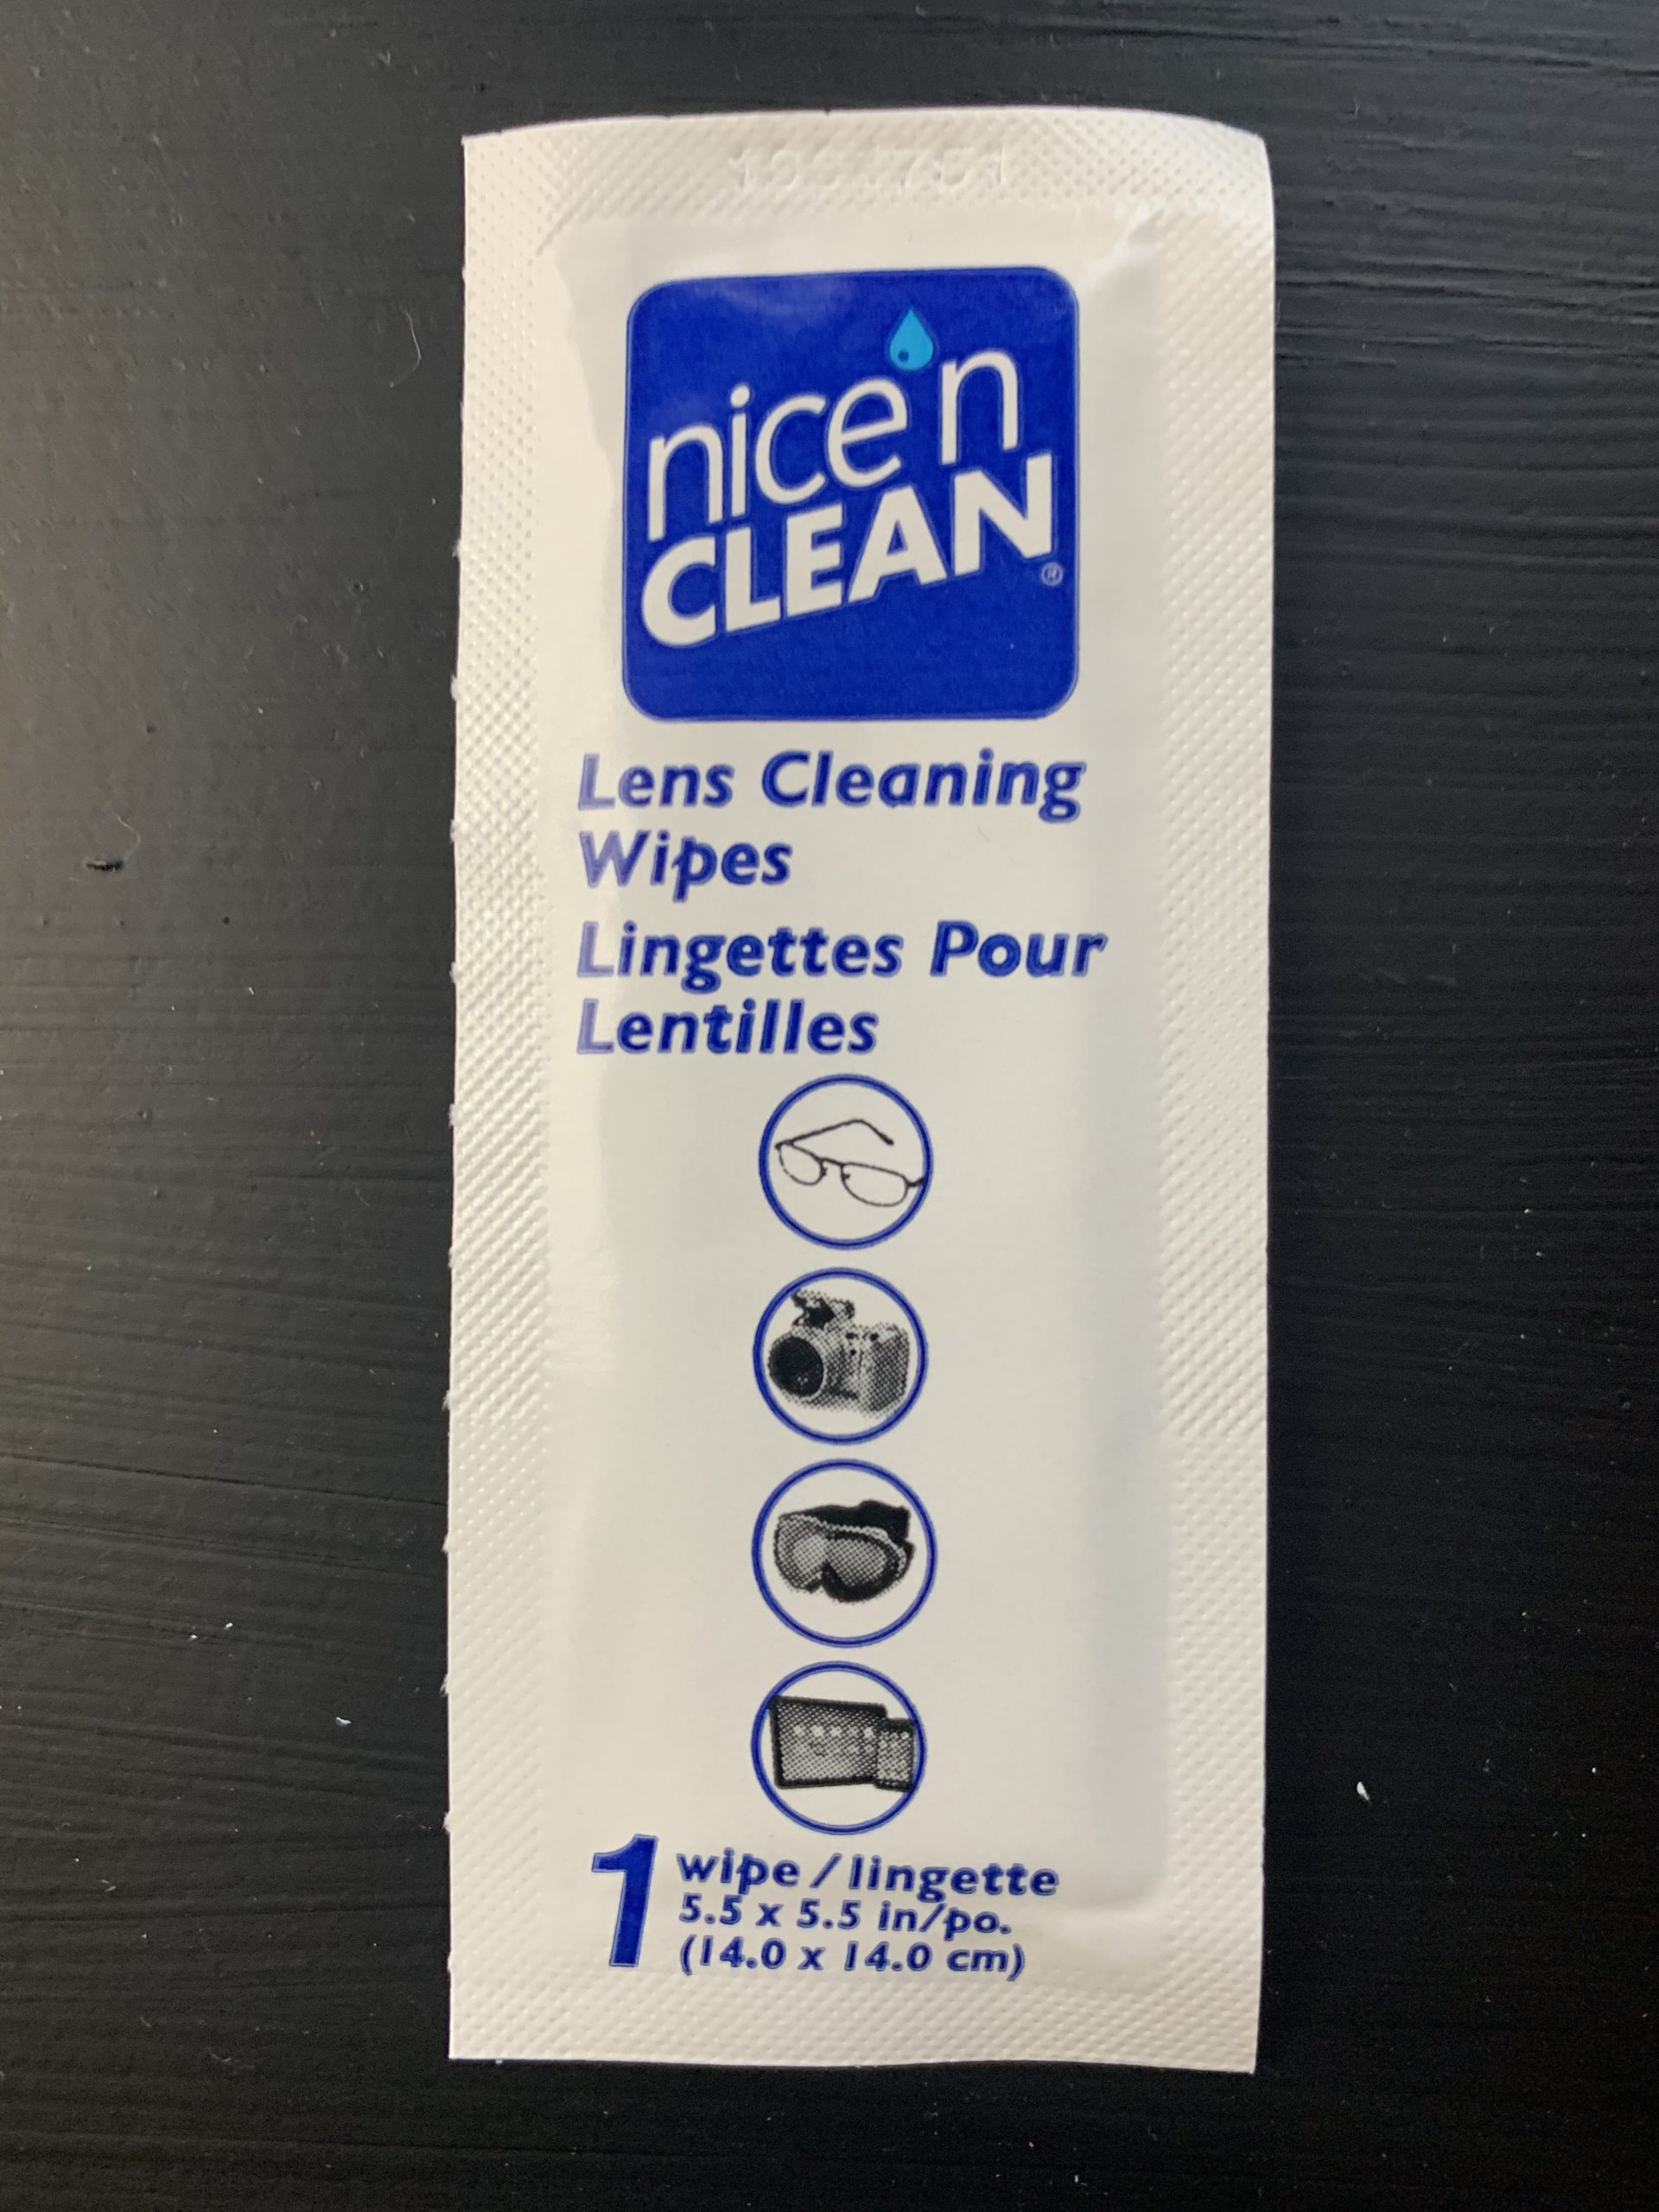 nice'n
CLEAN®
Lens Cleaning
Wipes
Lingettes Pour
Lentilles
1 wipe / lingette
5.5 x 5.5 in/po.
(14.0 x 14.0 cm)